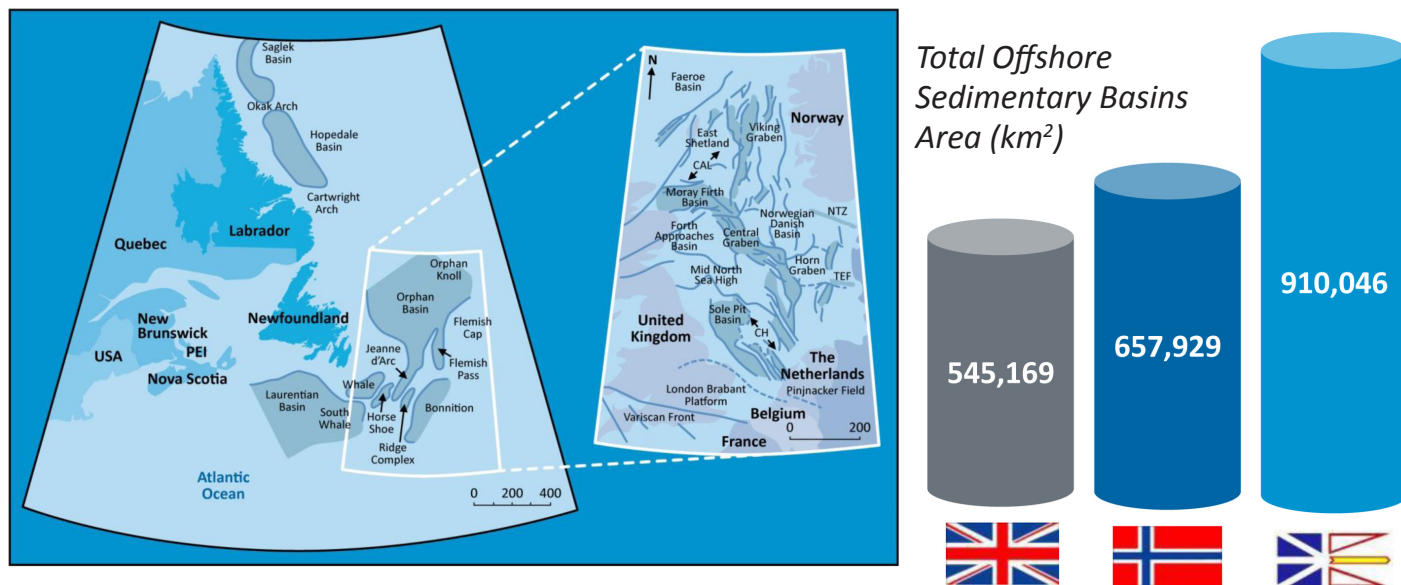 Saglek
Basin
Okak Arch
Hopedale
Basin
Cartwright
Arch
Labrador
Quebec
Orphan
Knoll
Orphan
Basin
Newfoundland
New
Brunswick
Flemish
Cap
USA
PEI
Jeanne
d'Arc
Flemish
Pass
Nova Scotia
Whale
Laurentian
Basin
Bonnition
South
Whale
Horse
Shoe
Ridge
Complex
Atlantic
Ocean
0 200 400
N
Faeroe
Basin
Norway
East
Shetland
Viking
Graben
CAL
Moray Firth
Basin
NTZ
Norwegian
Danish
Basin
Forth
Approaches
Basin
Central
Graben
Horn
Graben
Mid North
Sea High
TEF
Sole Pit
Basin
United
Kingdom
CH
The
Netherlands
London Brabant
Platform
Pinjnacker Field
Variscan Front
Belgium
France
0 200
Total Offshore
Sedimentary Basins
Area (km²)
545,169
657,929
910,046